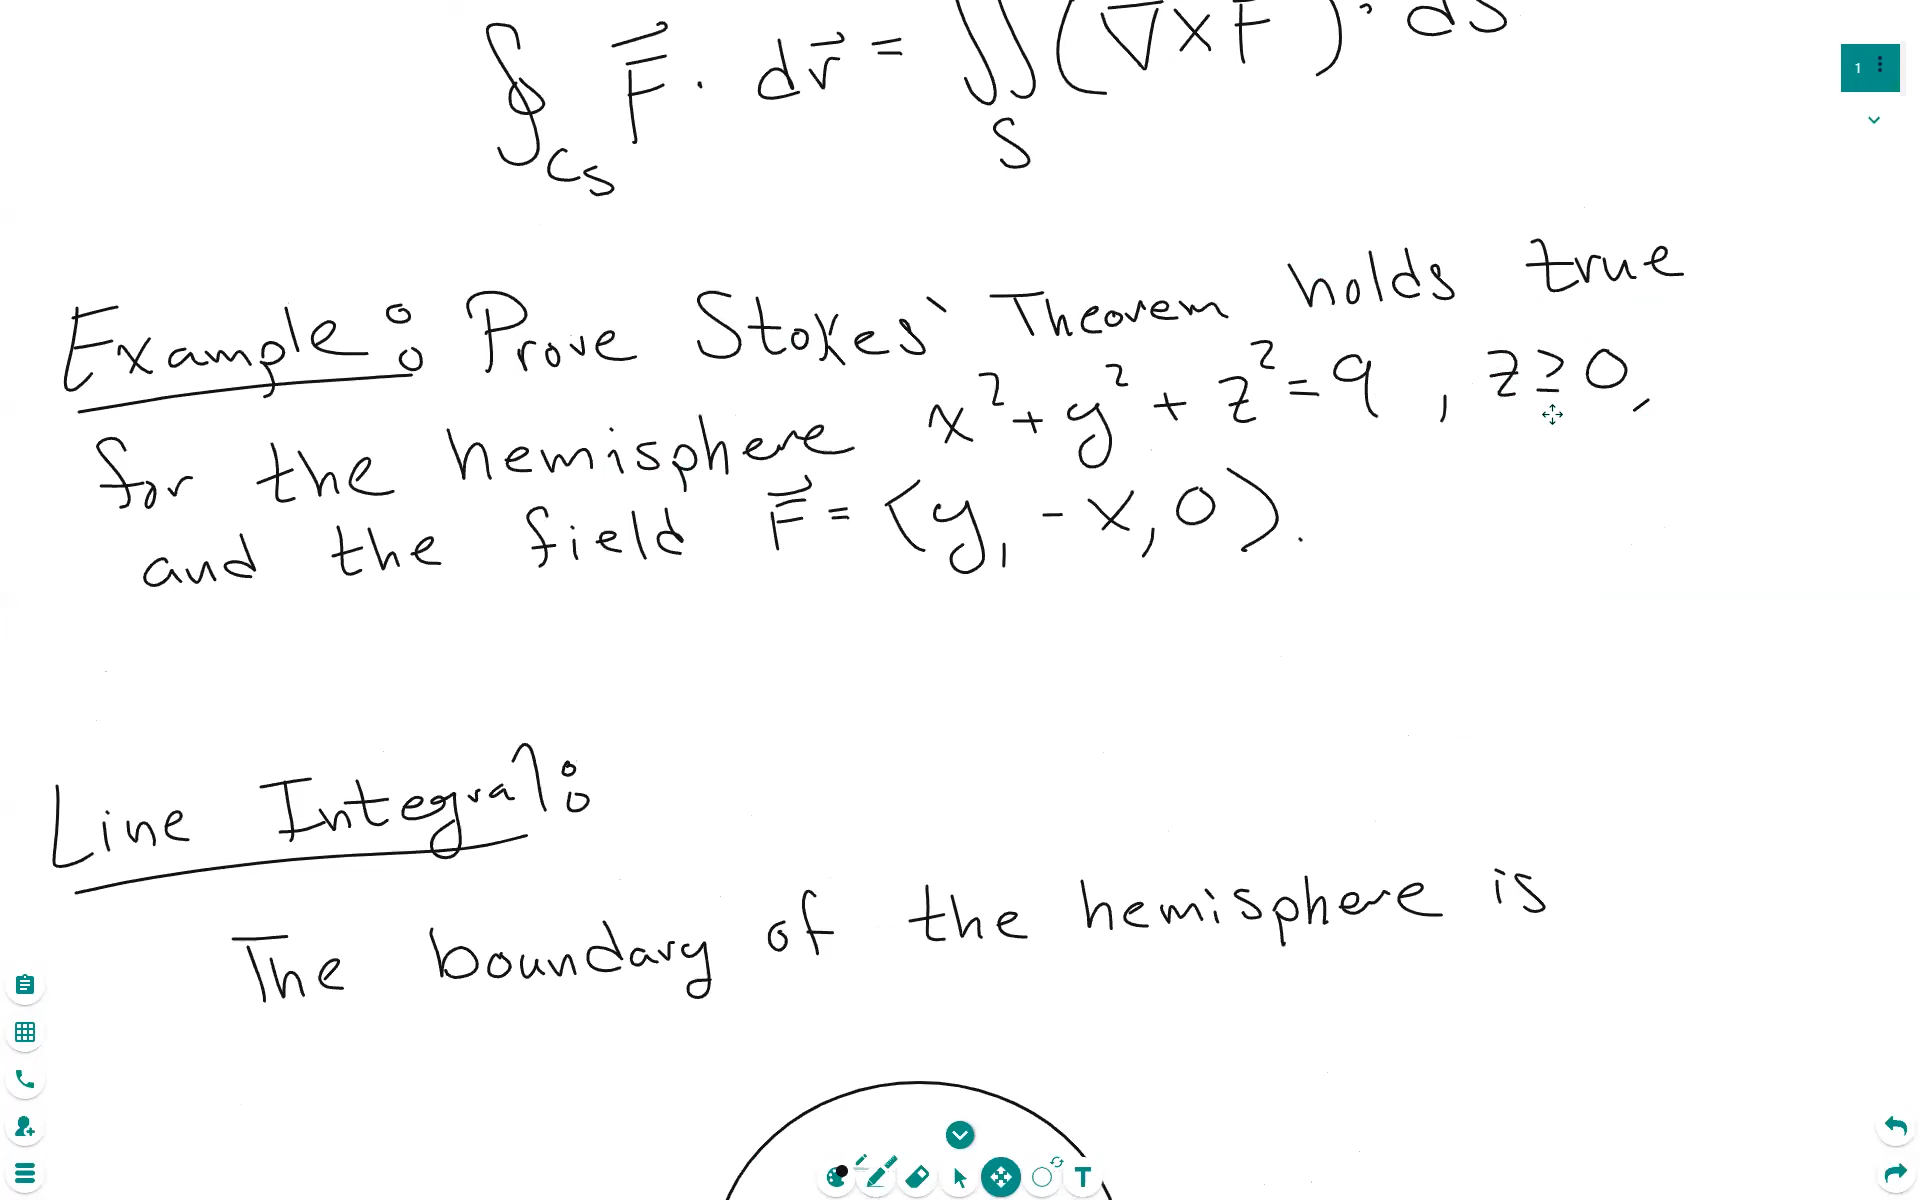 ∮_Cs F⃗ · dr⃗ = ∬_S (∇×F) · dS
1
Example: Prove Stokes` Theorem holds true
for the hemisphere x² + y² + z² = 9 , z ≥ 0,
and the field F⃗ = (y, -x, 0).
Line Integral:
The boundary of the hemisphere is
T